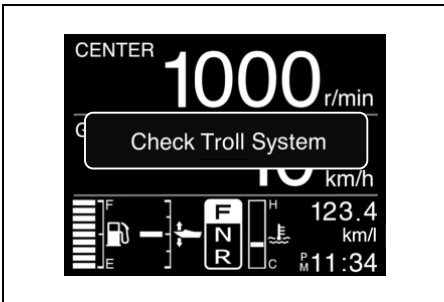 CENTER
1000 r/min
G
Check Troll System
km/h
F
E
F
N
R
H
C
123.4
km/l
PM 11:34